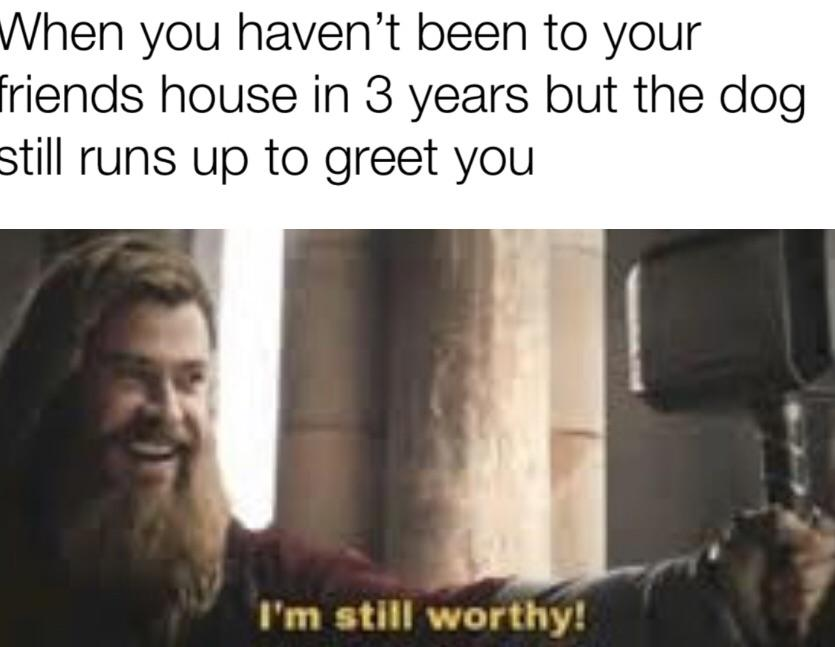 When you haven’t been to your
friends house in 3 years but the dog
still runs up to greet you
I'm still worthy!